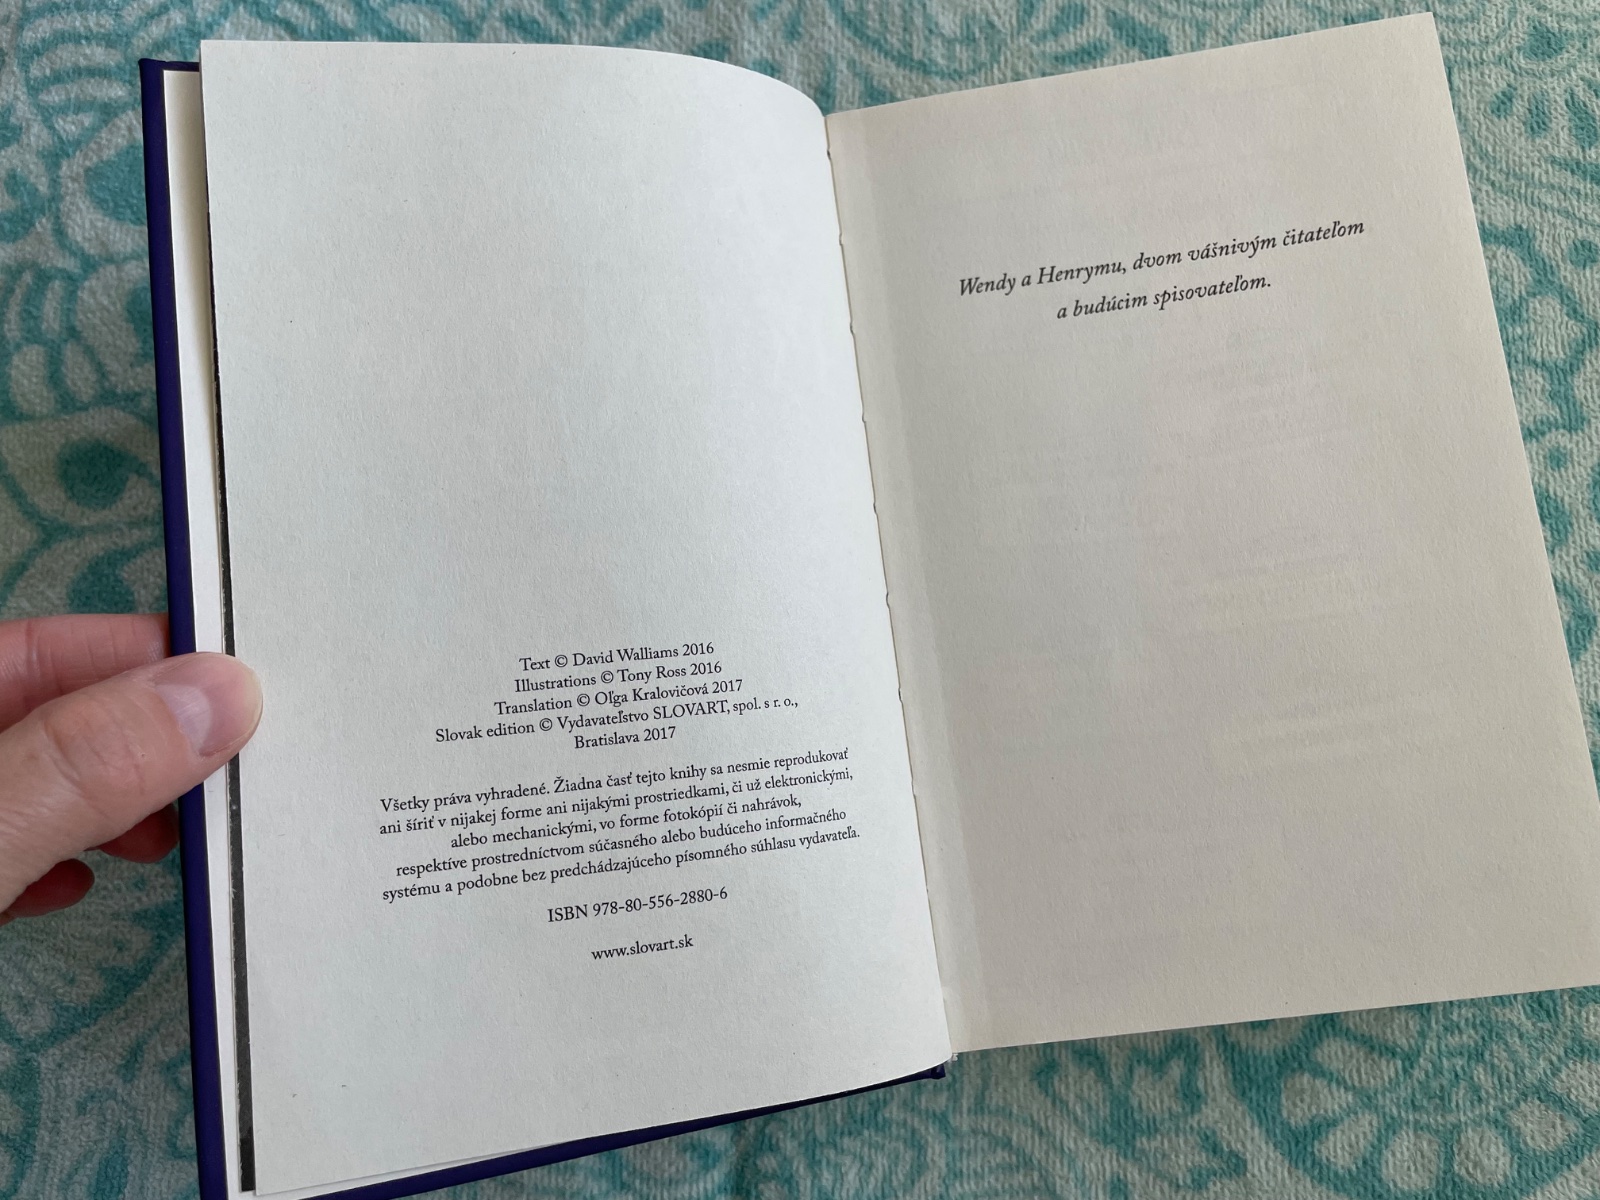 Text © David Walliams 2016
Illustrations © Tony Ross 2016
Translation © Oľga Kralovičová 2017
Slovak edition © Vydavateľstvo SLOVART, spol. s r. o.,
Bratislava 2017
Všetky práva vyhradené. Žiadna časť tejto knihy sa nesmie reprodukovať
ani šíriť v nijakej forme ani nijakými prostriedkami, či už elektronickými,
alebo mechanickými, vo forme fotokópií či nahrávok,
respektíve prostredníctvom súčasného alebo budúceho informačného
systému a podobne bez predchádzajúceho písomného súhlasu vydavateľa.
ISBN 978-80-556-2880-6
www.slovart.sk
Wendy a Henrymu, dvom vášnivým čitateľom
a budúcim spisovateľom.